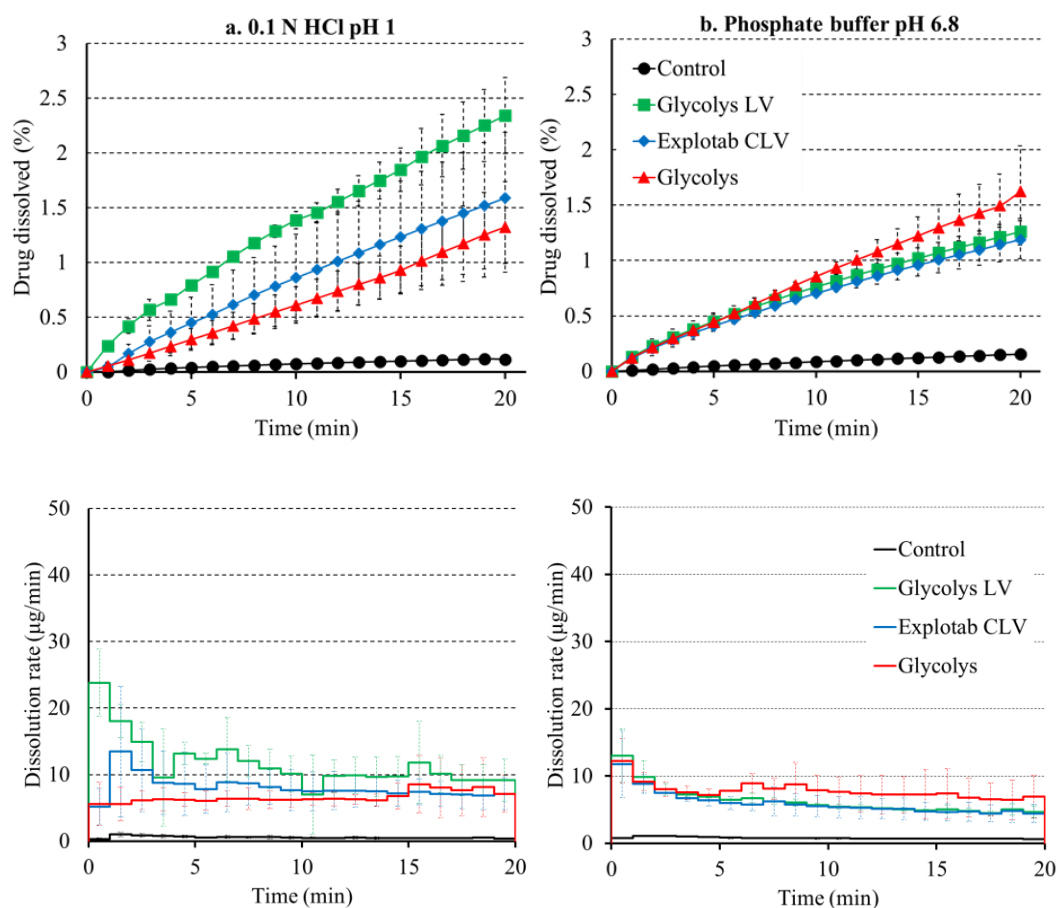 a. 0.1 N HCl pH 1
3
2.5
2
1.5
1
0.5
0
Drug dissolved (%)
0 5 10 15 20
Time (min)
b. Phosphate buffer pH 6.8
3
2.5
2
1.5
1
0.5
0
Drug dissolved (%)
Control
Glycolys LV
Explotab CLV
Glycolys
0 5 10 15 20
Time (min)
50
40
30
20
10
0
Dissolution rate (µg/min)
0 5 10 15 20
Time (min)
50
40
30
20
10
0
Dissolution rate (µg/min)
Control
Glycolys LV
Explotab CLV
Glycolys
0 5 10 15 20
Time (min)